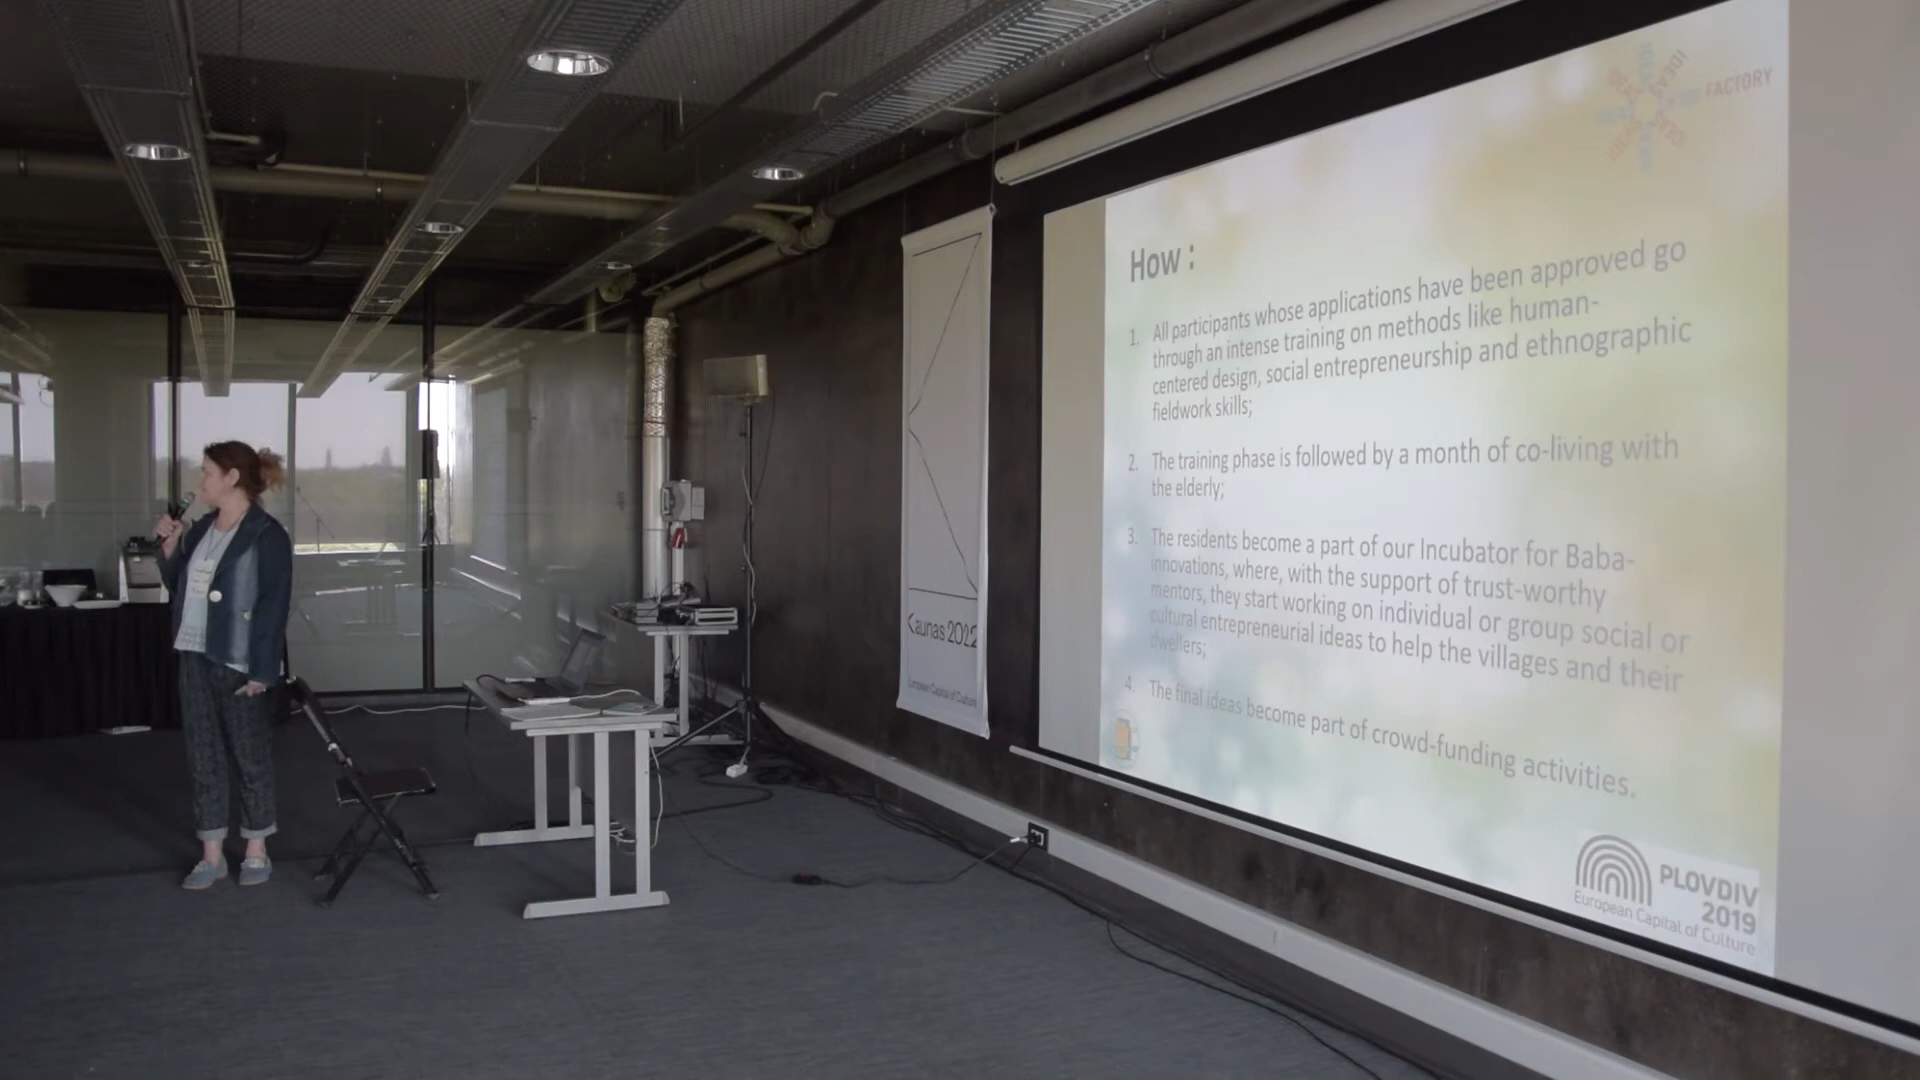 FACTORY
How :
1. All participants whose applications have been approved go
through an intense training on methods like human-
centered design, social entrepreneurship and ethnographic
fieldwork skills;
2. The training phase is followed by a month of co-living with
the elderly;
3. The residents become a part of our Incubator for Baba-
innovations, where, with the support of trust-worthy
mentors, they start working on individual or group social or
cultural entrepreneurial ideas to help the villages and their
dwellers;
4. The final ideas become part of crowd-funding activities.
PLOVDIV
2019
European Capital of Culture
Kaunas 2022
European Capital of Culture